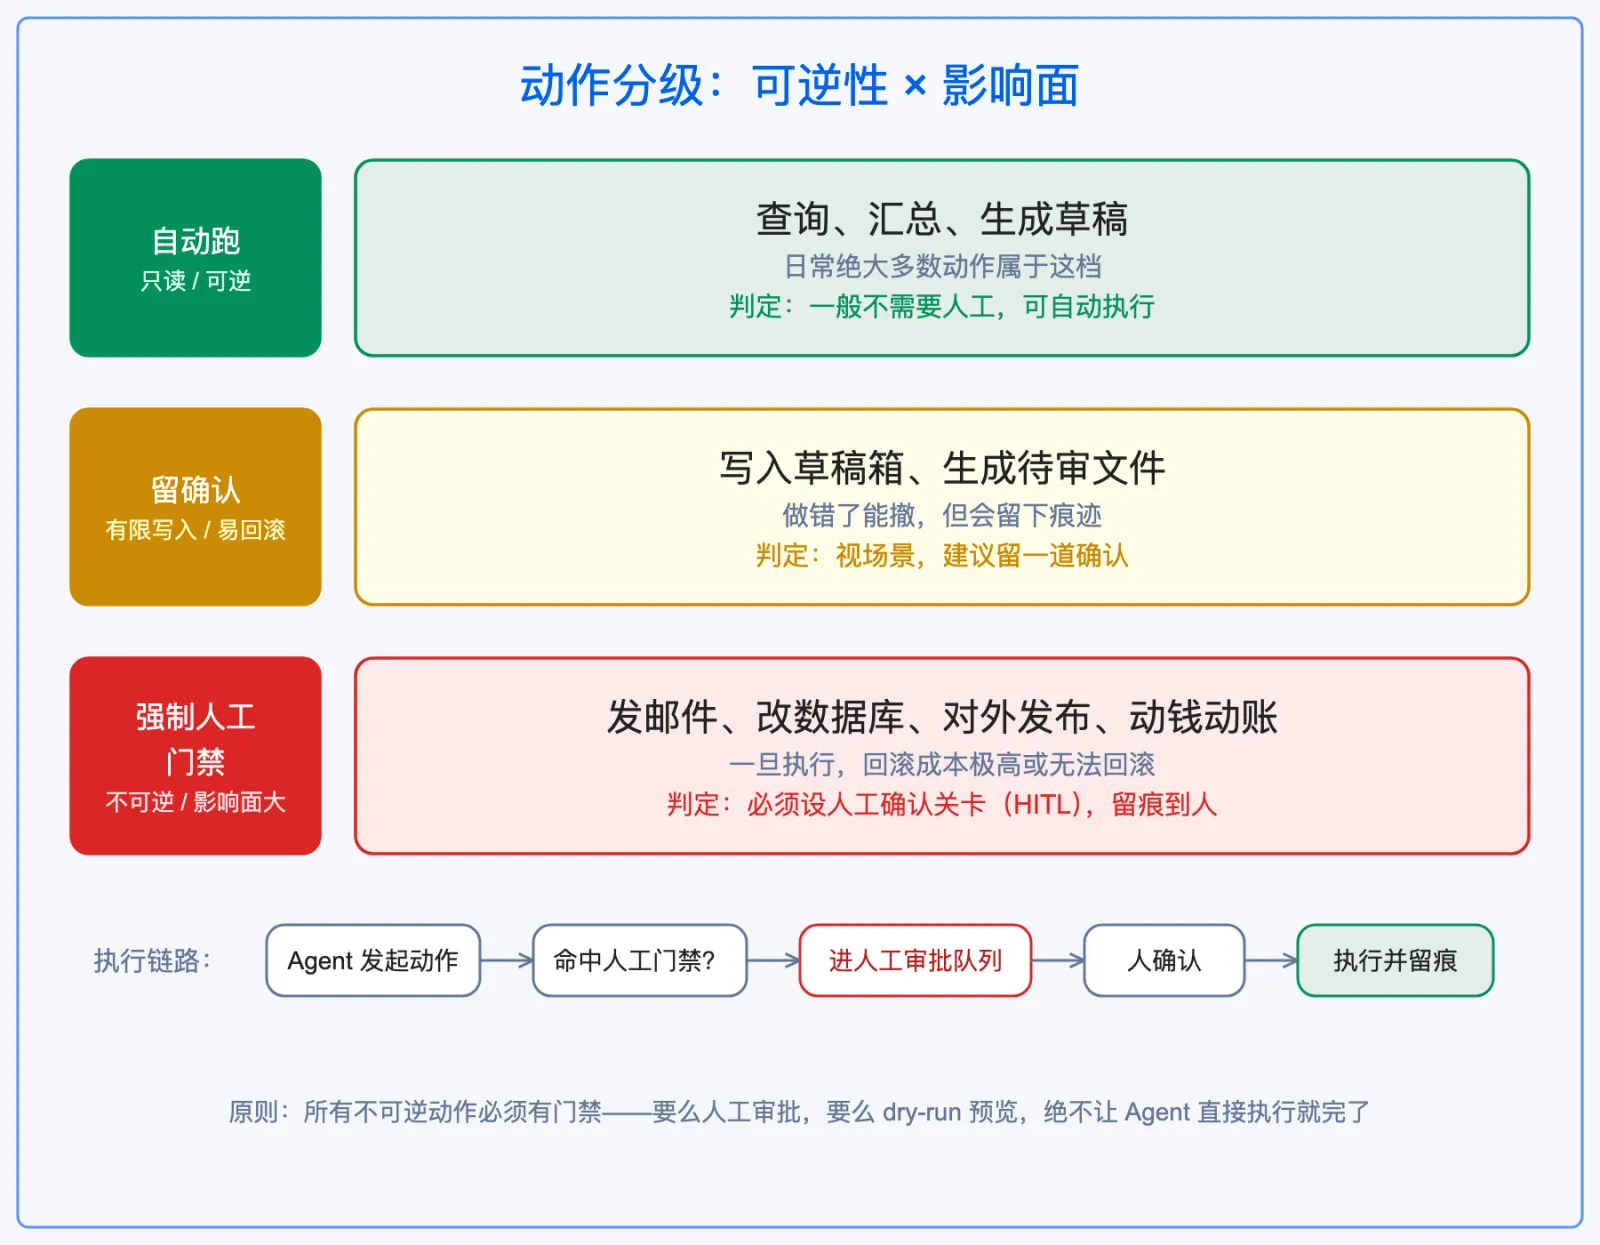 动作分级：可逆性 × 影响面
自动跑
只读 / 可逆
查询、汇总、生成草稿
日常绝大多数动作属于这档
判定：一般不需要人工，可自动执行
留确认
有限写入 / 易回滚
写入草稿箱、生成待审文件
做错了能撤，但会留下痕迹
判定：视场景，建议留一道确认
强制人工
门禁
不可逆 / 影响面大
发邮件、改数据库、对外发布、动钱动账
一旦执行，回滚成本极高或无法回滚
判定：必须设人工确认关卡（HITL），留痕到人
执行链路：
Agent 发起动作
命中人工门禁?
进人工审批队列
人确认
执行并留痕
原则：所有不可逆动作必须有门禁——要么人工审批，要么 dry-run 预览，绝不让 Agent 直接执行就完了